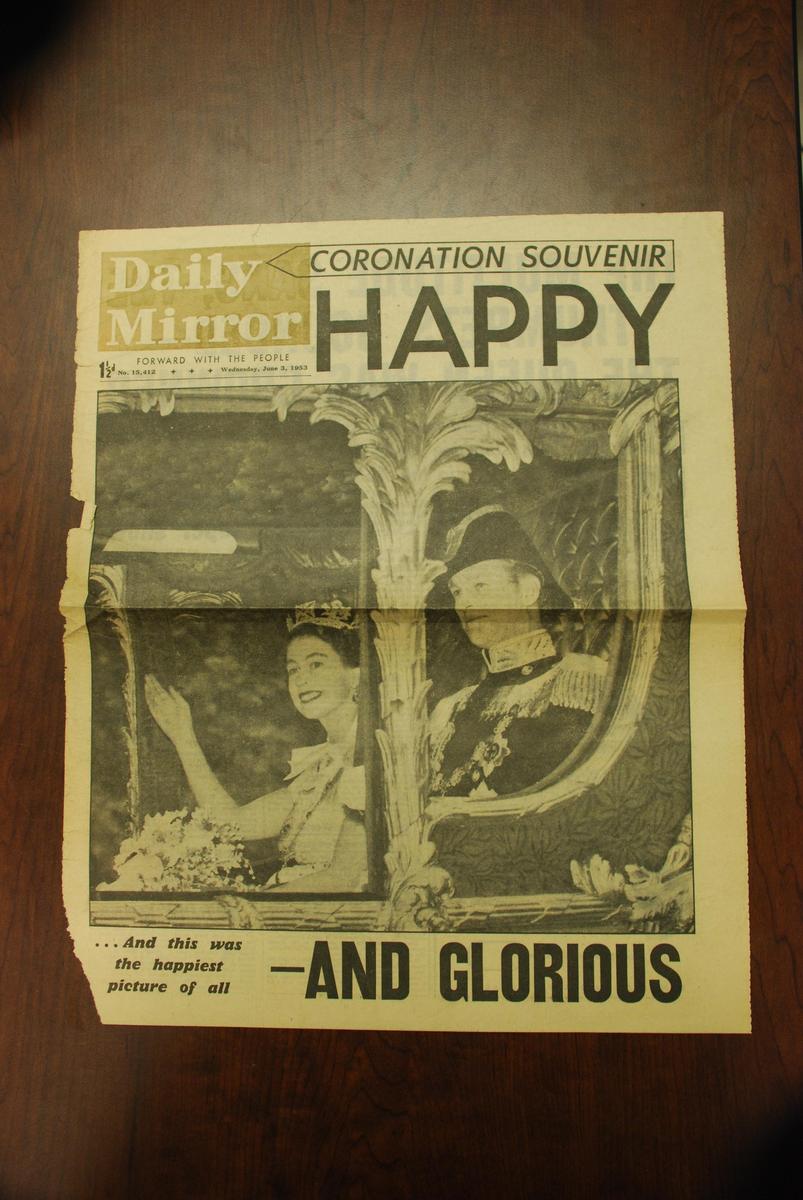 Daily
Mirror
CORONATION SOUVENIR
HAPPY
FORWARD WITH THE PEOPLE
1½d No. 15,412 + + + Wednesday, June 3, 1953
...And this was
the happiest
picture of all
—AND GLORIOUS